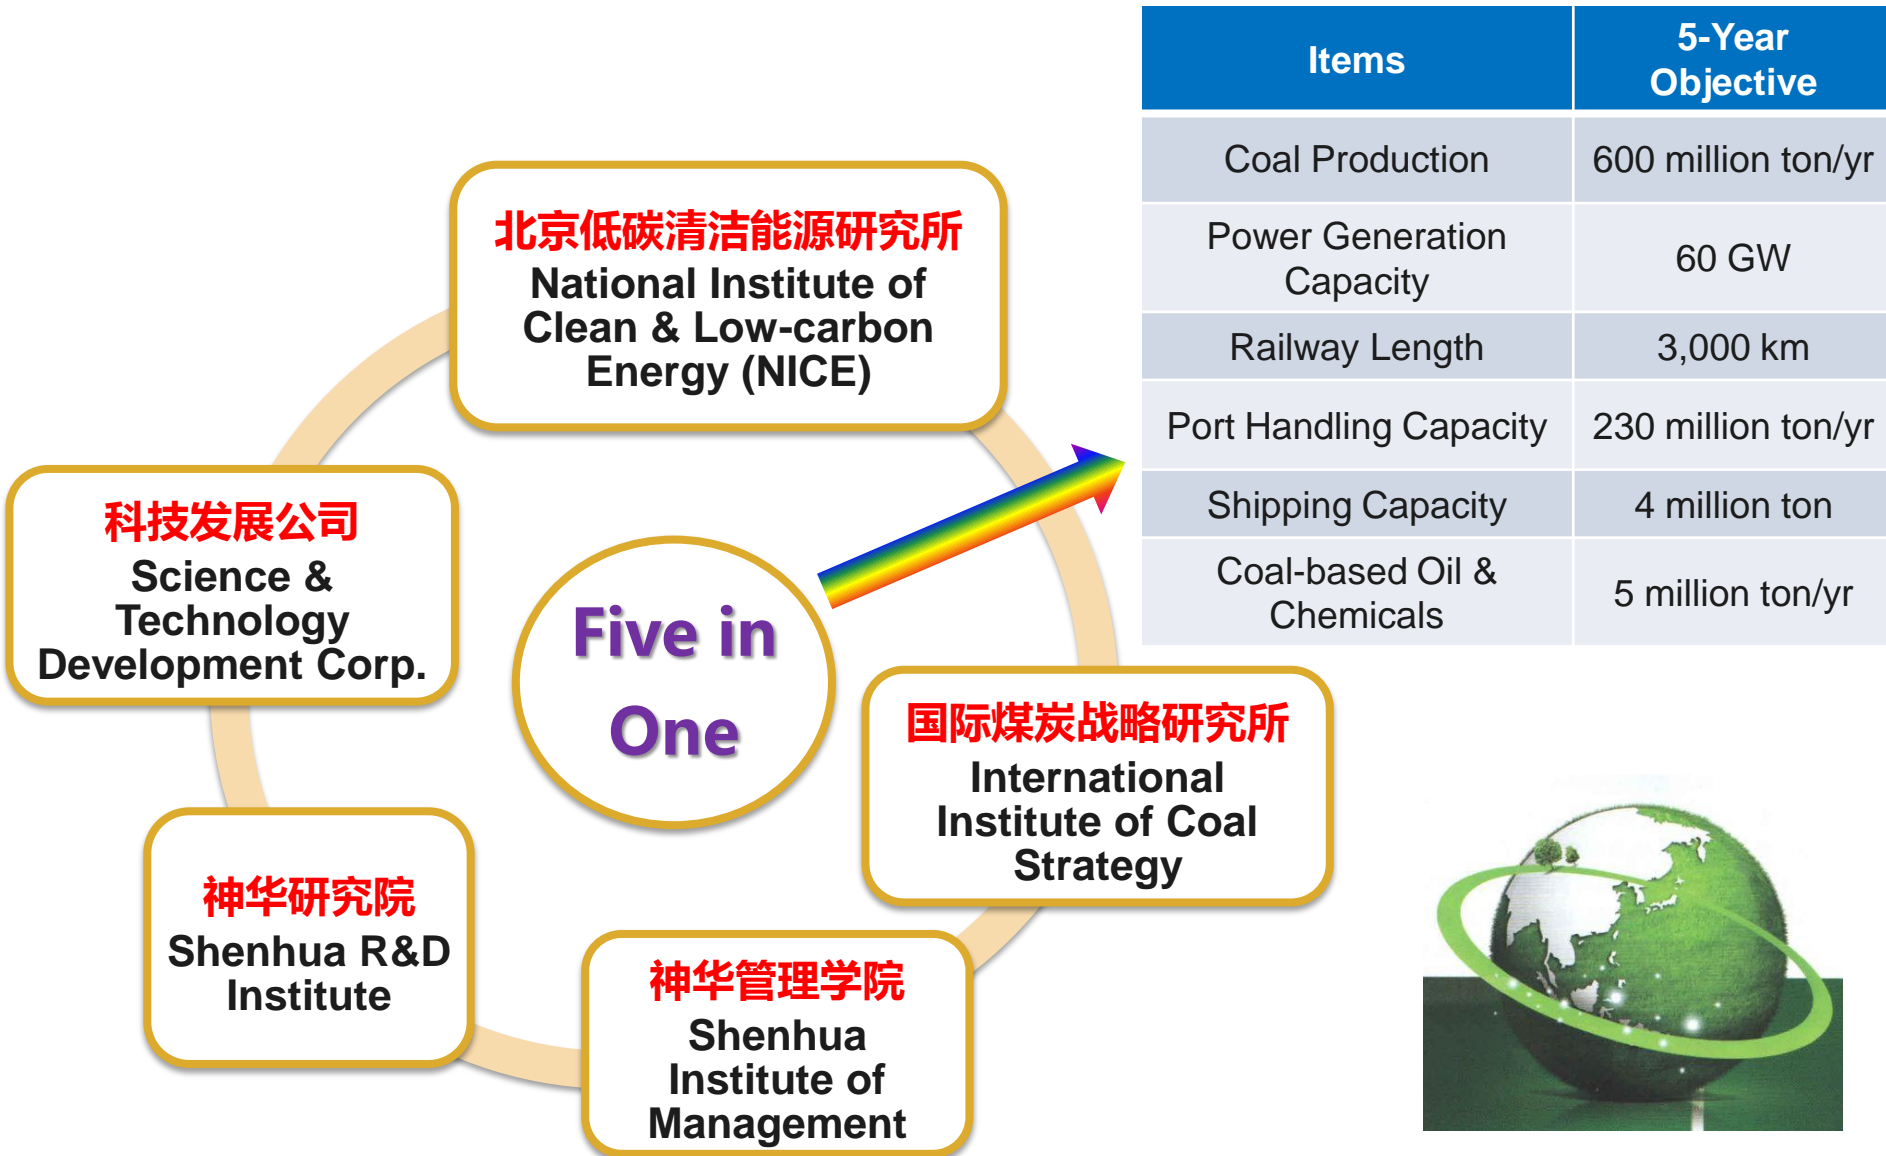 Items
5-Year
Objective
Coal Production
600 million ton/yr
Power Generation
Capacity
60 GW
Railway Length
3,000 km
Port Handling Capacity
230 million ton/yr
Shipping Capacity
4 million ton
Coal-based Oil &
Chemicals
5 million ton/yr
北京低碳清洁能源研究所
National Institute of
Clean & Low-carbon
Energy (NICE)
科技发展公司
Science &
Technology
Development Corp.
Five in
One
国际煤炭战略研究所
International
Institute of Coal
Strategy
神华研究院
Shenhua R&D
Institute
神华管理学院
Shenhua
Institute of
Management